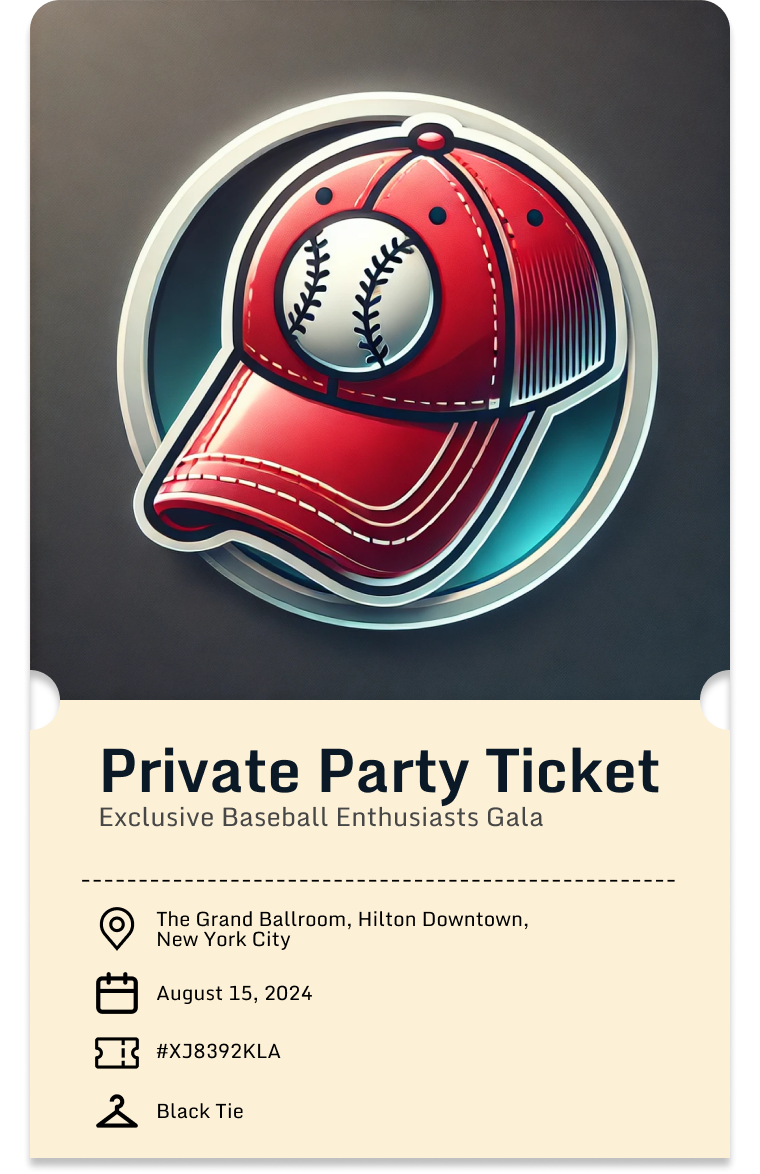 Private Party Ticket
Exclusive Baseball Enthusiasts Gala
The Grand Ballroom, Hilton Downtown,
New York City
August 15, 2024
#XJ8392KLA
Black Tie